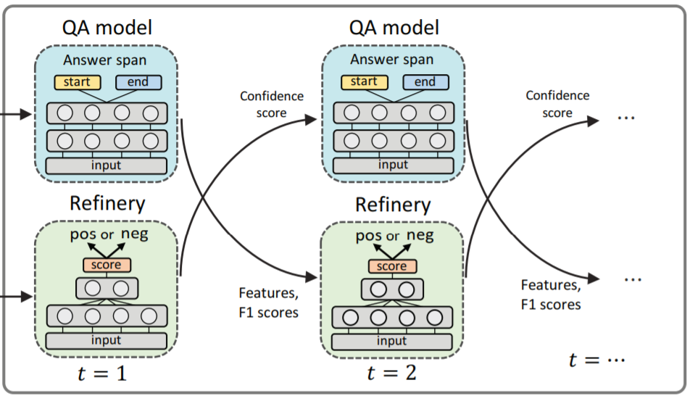 QA model
Answer span
start end
input
Refinery
pos or neg
score
input
t = 1
Confidence
score
Features,
F1 scores
QA model
Answer span
start end
input
Refinery
pos or neg
score
input
t = 2
Confidence
score
...
Features,
F1 scores
...
t = ⋯